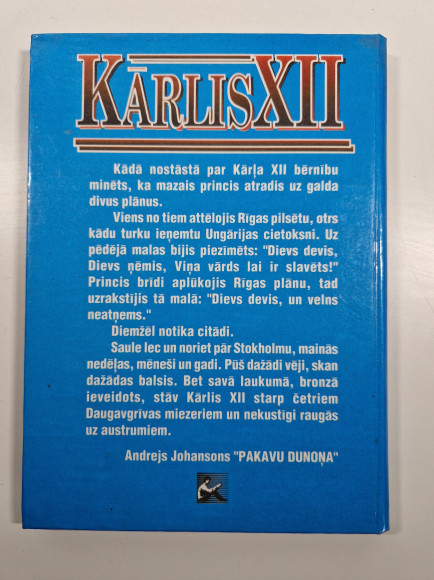 KĀRLISXII
Kādā nostāstā par Kārļa XII bērnību
minēts, ka mazais princis atradis uz galda
divus plānus.
Viens no tiem attēlojis Rīgas pilsētu, otrs
kādu turku ieņemtu Ungārijas cietoksni. Uz
pēdējā malas bijis piezīmēts: "Dievs devis,
Dievs ņēmis, Viņa vārds lai ir slavēts!"
Princis brīdi aplūkojis Rīgas plānu, tad
uzrakstījis tā malā: "Dievs devis, un velns
neatņems."
Diemžēl notika citādi.
Saule lec un noriet pār Stokholmu, mainās
nedēļas, mēneši un gadi. Pūš dažādi vēji, skan
dažādas balsis. Bet savā laukumā, bronzā
ieveidots, stāv Kārlis XII starp četriem
Daugavgrīvas miezeriem un nekustīgi raugās
uz austrumiem.
Andrejs Johansons "PAKAVU DUNOŅA"